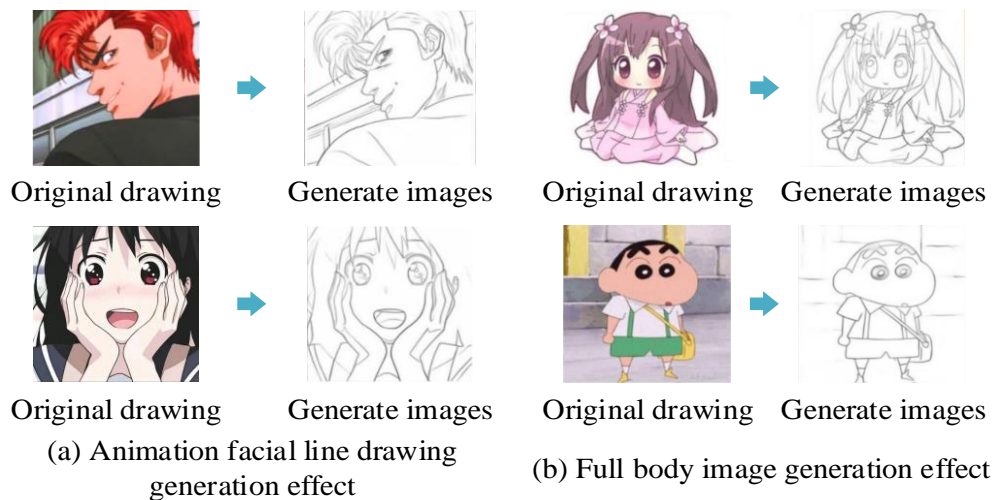 Original drawing
Generate images
Original drawing
Generate images
Original drawing
Generate images
Original drawing
Generate images
(a) Animation facial line drawing
generation effect
(b) Full body image generation effect